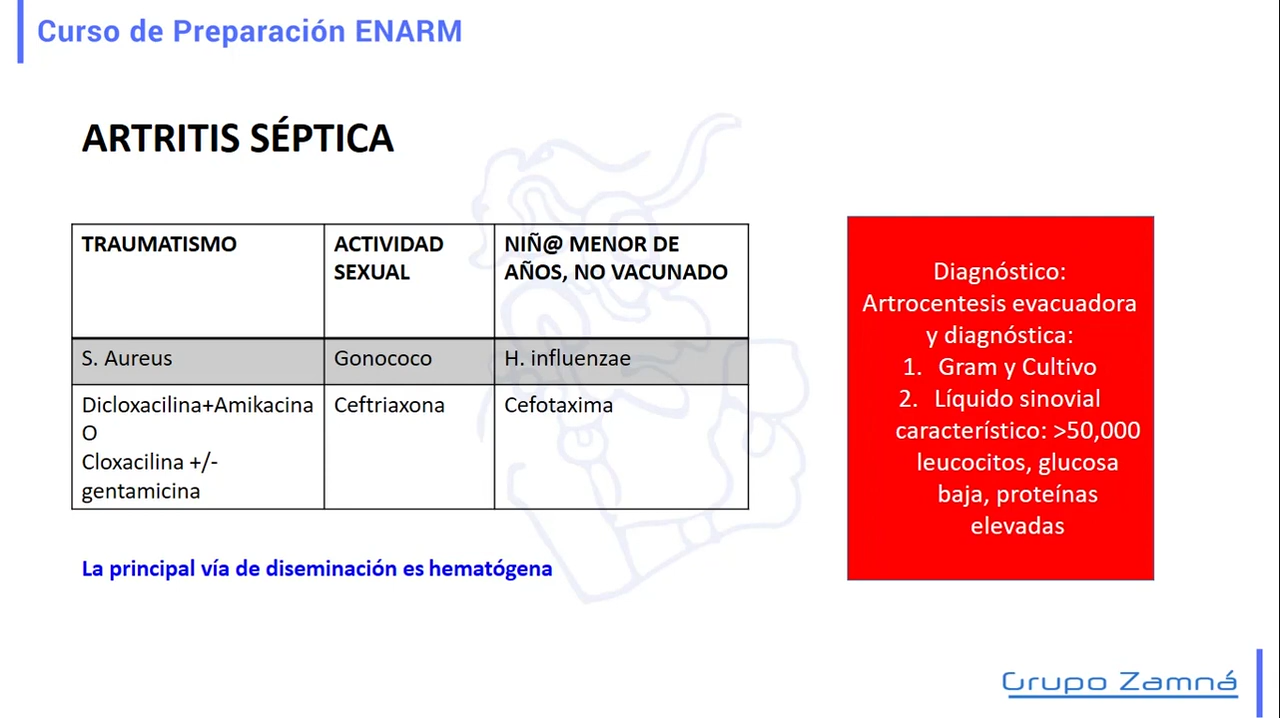 Curso de Preparación ENARM
ARTRITIS SÉPTICA
TRAUMATISMO
ACTIVIDAD
SEXUAL
NIÑ@ MENOR DE
AÑOS, NO VACUNADO
S. Aureus
Gonococo
H. influenzae
Dicloxacilina+Amikacina
O
Cloxacilina +/-
gentamicina
Ceftriaxona
Cefotaxima
La principal vía de diseminación es hematógena
Diagnóstico:
Artrocentesis evacuadora
y diagnóstica:
1. Gram y Cultivo
2. Líquido sinovial
característico: >50,000
leucocitos, glucosa
baja, proteínas
elevadas
Grupo Zamná